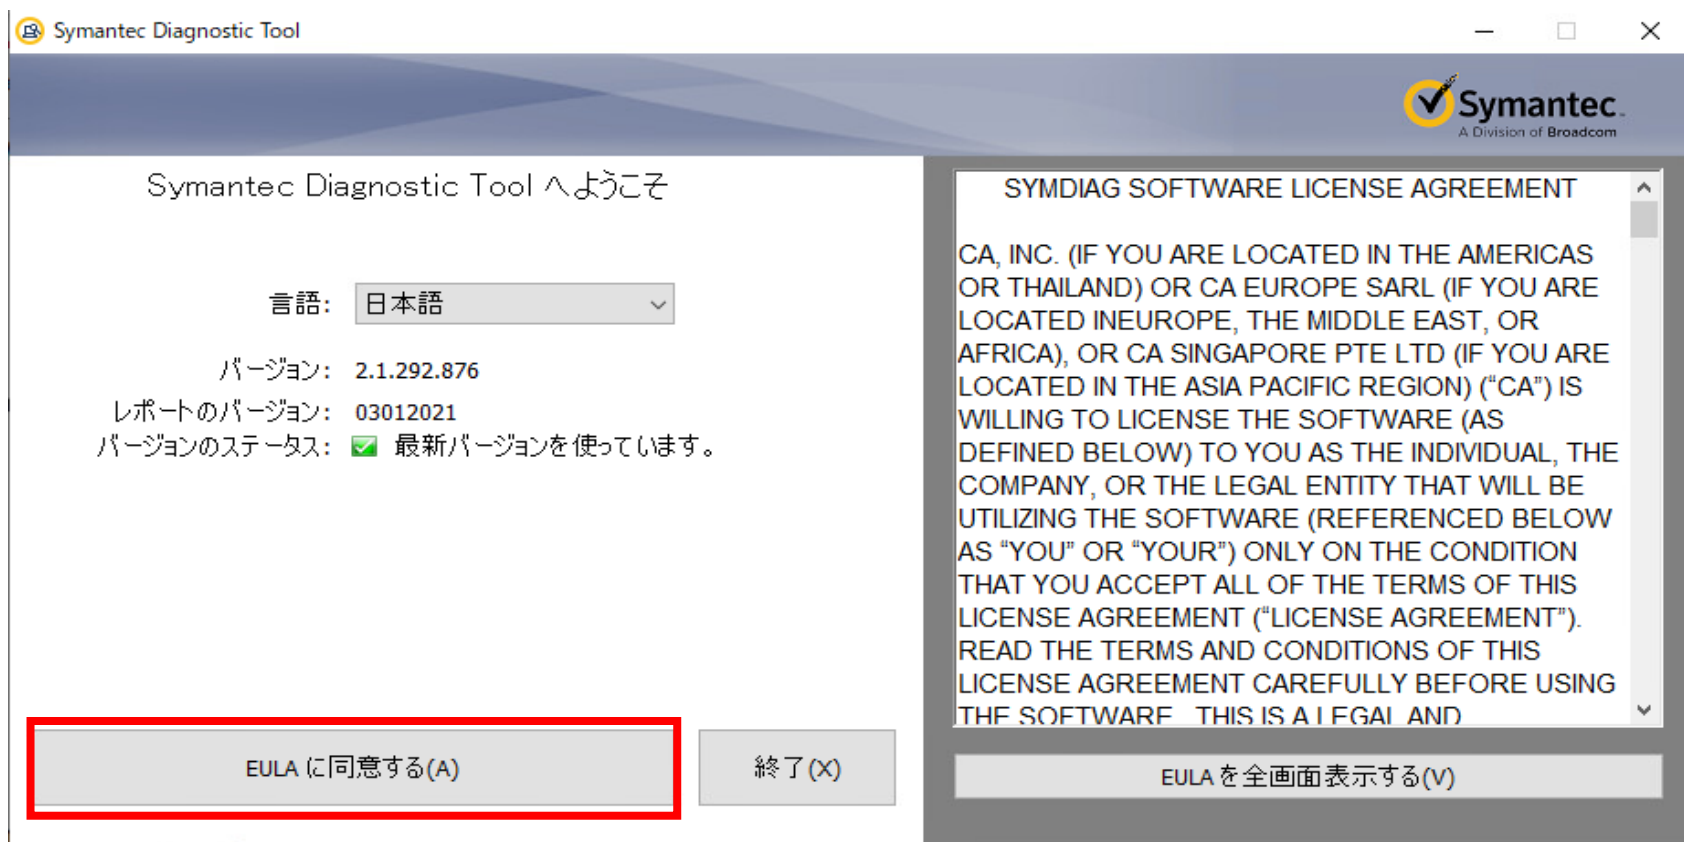 Symantec Diagnostic Tool
Symantec
A Division of Broadcom
Symantec Diagnostic Tool へようこそ
言語: 日本語
バージョン: 2.1.292.876
レポートのバージョン: 03012021
バージョンのステータス: 最新バージョンを使っています。
EULA に同意する(A)
終了(X)
SYMDIAG SOFTWARE LICENSE AGREEMENT
CA, INC. (IF YOU ARE LOCATED IN THE AMERICAS
OR THAILAND) OR CA EUROPE SARL (IF YOU ARE
LOCATED INEUROPE, THE MIDDLE EAST, OR
AFRICA), OR CA SINGAPORE PTE LTD (IF YOU ARE
LOCATED IN THE ASIA PACIFIC REGION) (“CA”) IS
WILLING TO LICENSE THE SOFTWARE (AS
DEFINED BELOW) TO YOU AS THE INDIVIDUAL, THE
COMPANY, OR THE LEGAL ENTITY THAT WILL BE
UTILIZING THE SOFTWARE (REFERENCED BELOW
AS “YOU” OR “YOUR”) ONLY ON THE CONDITION
THAT YOU ACCEPT ALL OF THE TERMS OF THIS
LICENSE AGREEMENT (“LICENSE AGREEMENT”).
READ THE TERMS AND CONDITIONS OF THIS
LICENSE AGREEMENT CAREFULLY BEFORE USING
THE SOFTWARE. THIS IS A LEGAL AND
EULA を全画面表示する(V)